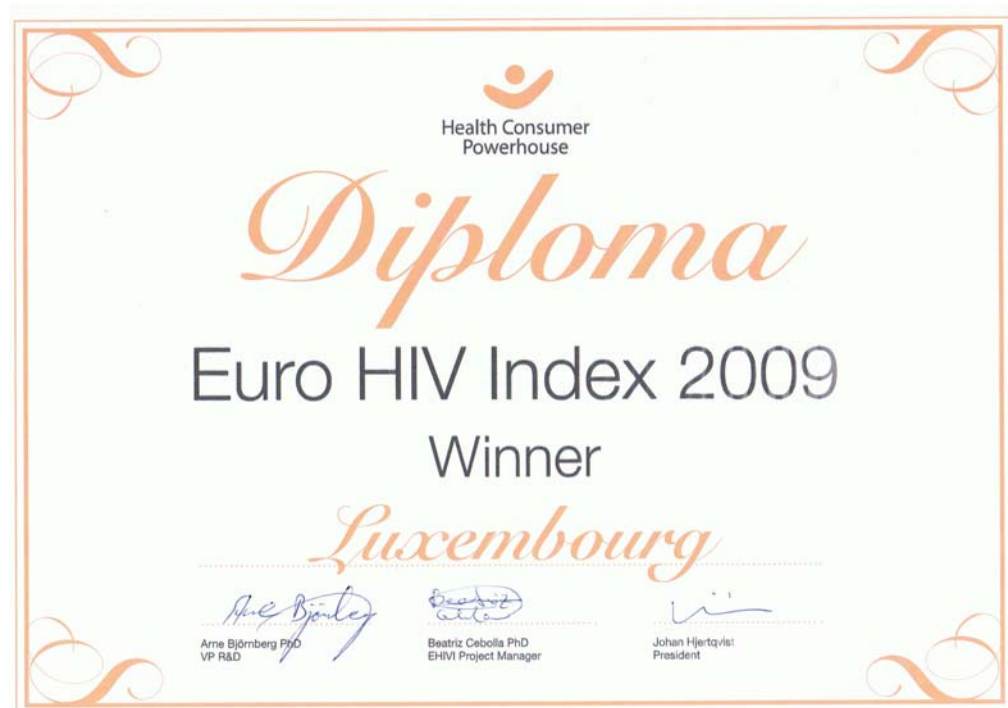 Health Consumer
Powerhouse
Diploma
Euro HIV Index 2009
Winner
Luxembourg
Arne Björnberg PhD
VP R&D
Beatriz Cebolla PhD
EHIVI Project Manager
Johan Hjertqvist
President